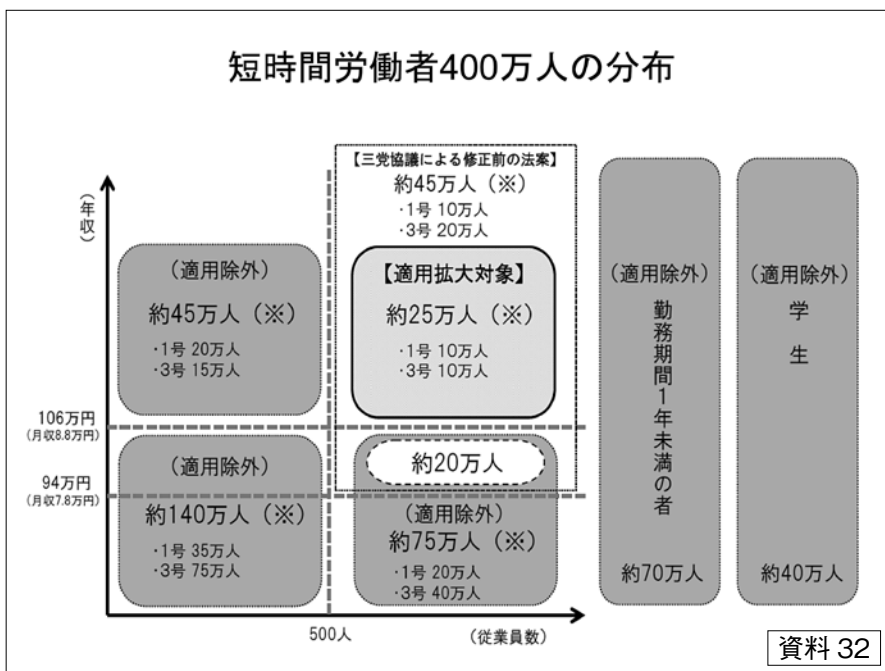 短時間労働者400万人の分布
(年収)
【三党協議による修正前の法案】
約45万人（※）
・1号 10万人
・3号 20万人
(適用除外)
約45万人（※）
・1号 20万人
・3号 15万人
【適用拡大対象】
約25万人（※）
・1号 10万人
・3号 10万人
106万円
(月収8.8万円)
94万円
(月収7.8万円)
(適用除外)
約140万人（※）
・1号 35万人
・3号 75万人
約20万人
(適用除外)
約75万人（※）
・1号 20万人
・3号 40万人
500人
(従業員数)
(適用除外)
勤務期間1年未満の者
約70万人
(適用除外)
学生
約40万人
資料 32